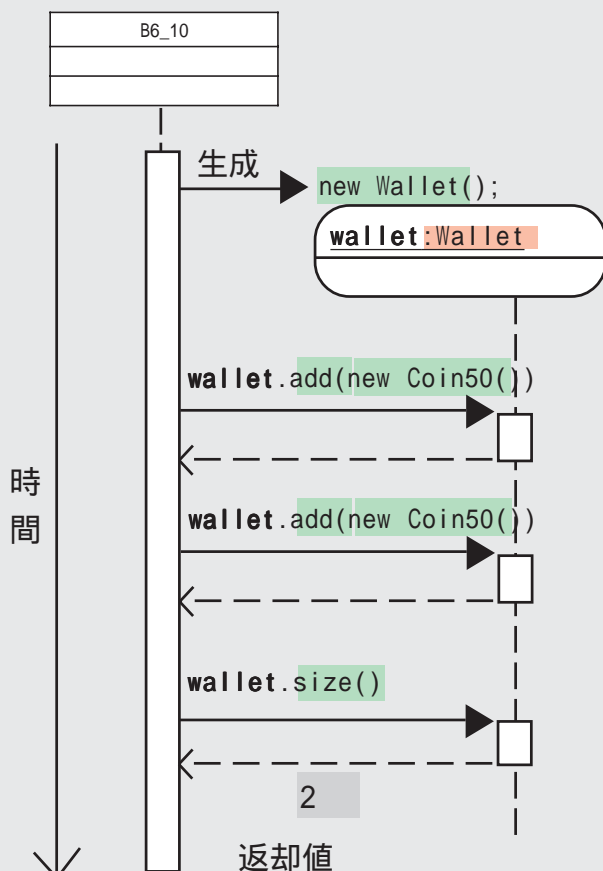 B6_10
生成
new Wallet();
wallet:Wallet
wallet.add(new Coin50())
時
間
wallet.add(new Coin50())
wallet.size()
2
返却値